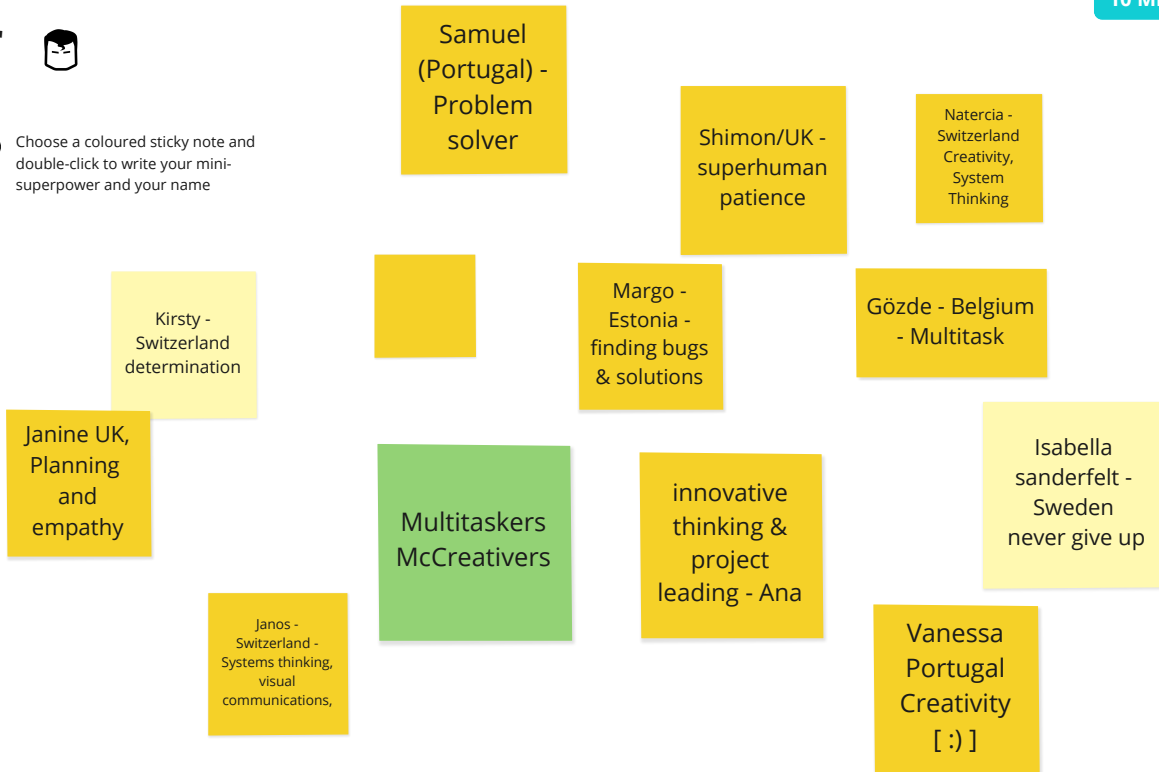 Samuel
(Portugal) -
Problem
solver
Choose a coloured sticky note and
double-click to write your mini-
superpower and your name
Shimon/UK -
superhuman
patience
Natercia -
Switzerland
Creativity,
System
Thinking
Kirsty -
Switzerland
determination
Margo -
Estonia -
finding bugs
& solutions
Gözde - Belgium
- Multitask
Janine UK,
Planning
and
empathy
Multitaskers
McCreativers
innovative
thinking &
project
leading - Ana
Isabella
sanderfelt -
Sweden
never give up
Janos -
Switzerland -
Systems thinking,
visual
communications,
Vanessa
Portugal
Creativity
[ :) ]